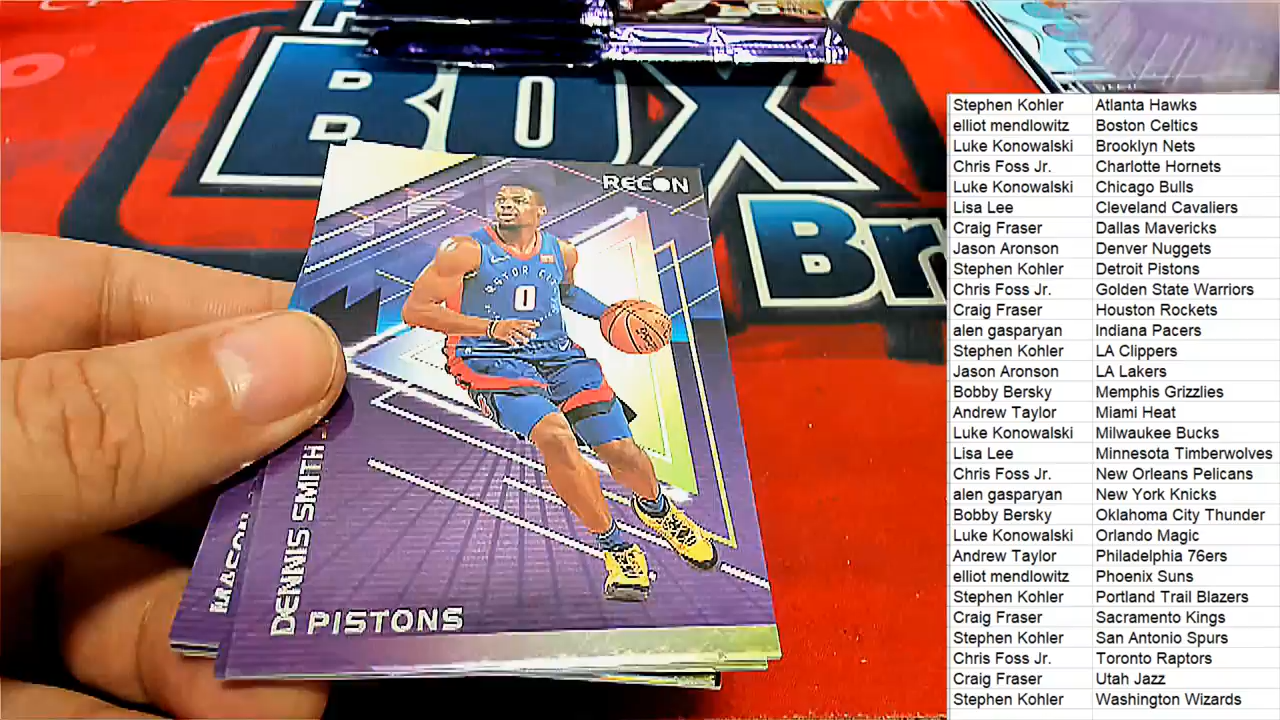 BOX
Br
RECON
0
DENNIS SMITH
PISTONS
Stephen Kohler Atlanta Hawks
elliot mendlowitz Boston Celtics
Luke Konowalski Brooklyn Nets
Chris Foss Jr. Charlotte Hornets
Luke Konowalski Chicago Bulls
Lisa Lee Cleveland Cavaliers
Craig Fraser Dallas Mavericks
Jason Aronson Denver Nuggets
Stephen Kohler Detroit Pistons
Chris Foss Jr. Golden State Warriors
Craig Fraser Houston Rockets
alen gasparyan Indiana Pacers
Stephen Kohler LA Clippers
Jason Aronson LA Lakers
Bobby Bersky Memphis Grizzlies
Andrew Taylor Miami Heat
Luke Konowalski Milwaukee Bucks
Lisa Lee Minnesota Timberwolves
Chris Foss Jr. New Orleans Pelicans
alen gasparyan New York Knicks
Bobby Bersky Oklahoma City Thunder
Luke Konowalski Orlando Magic
Andrew Taylor Philadelphia 76ers
elliot mendlowitz Phoenix Suns
Stephen Kohler Portland Trail Blazers
Craig Fraser Sacramento Kings
Stephen Kohler San Antonio Spurs
Chris Foss Jr. Toronto Raptors
Craig Fraser Utah Jazz
Stephen Kohler Washington Wizards